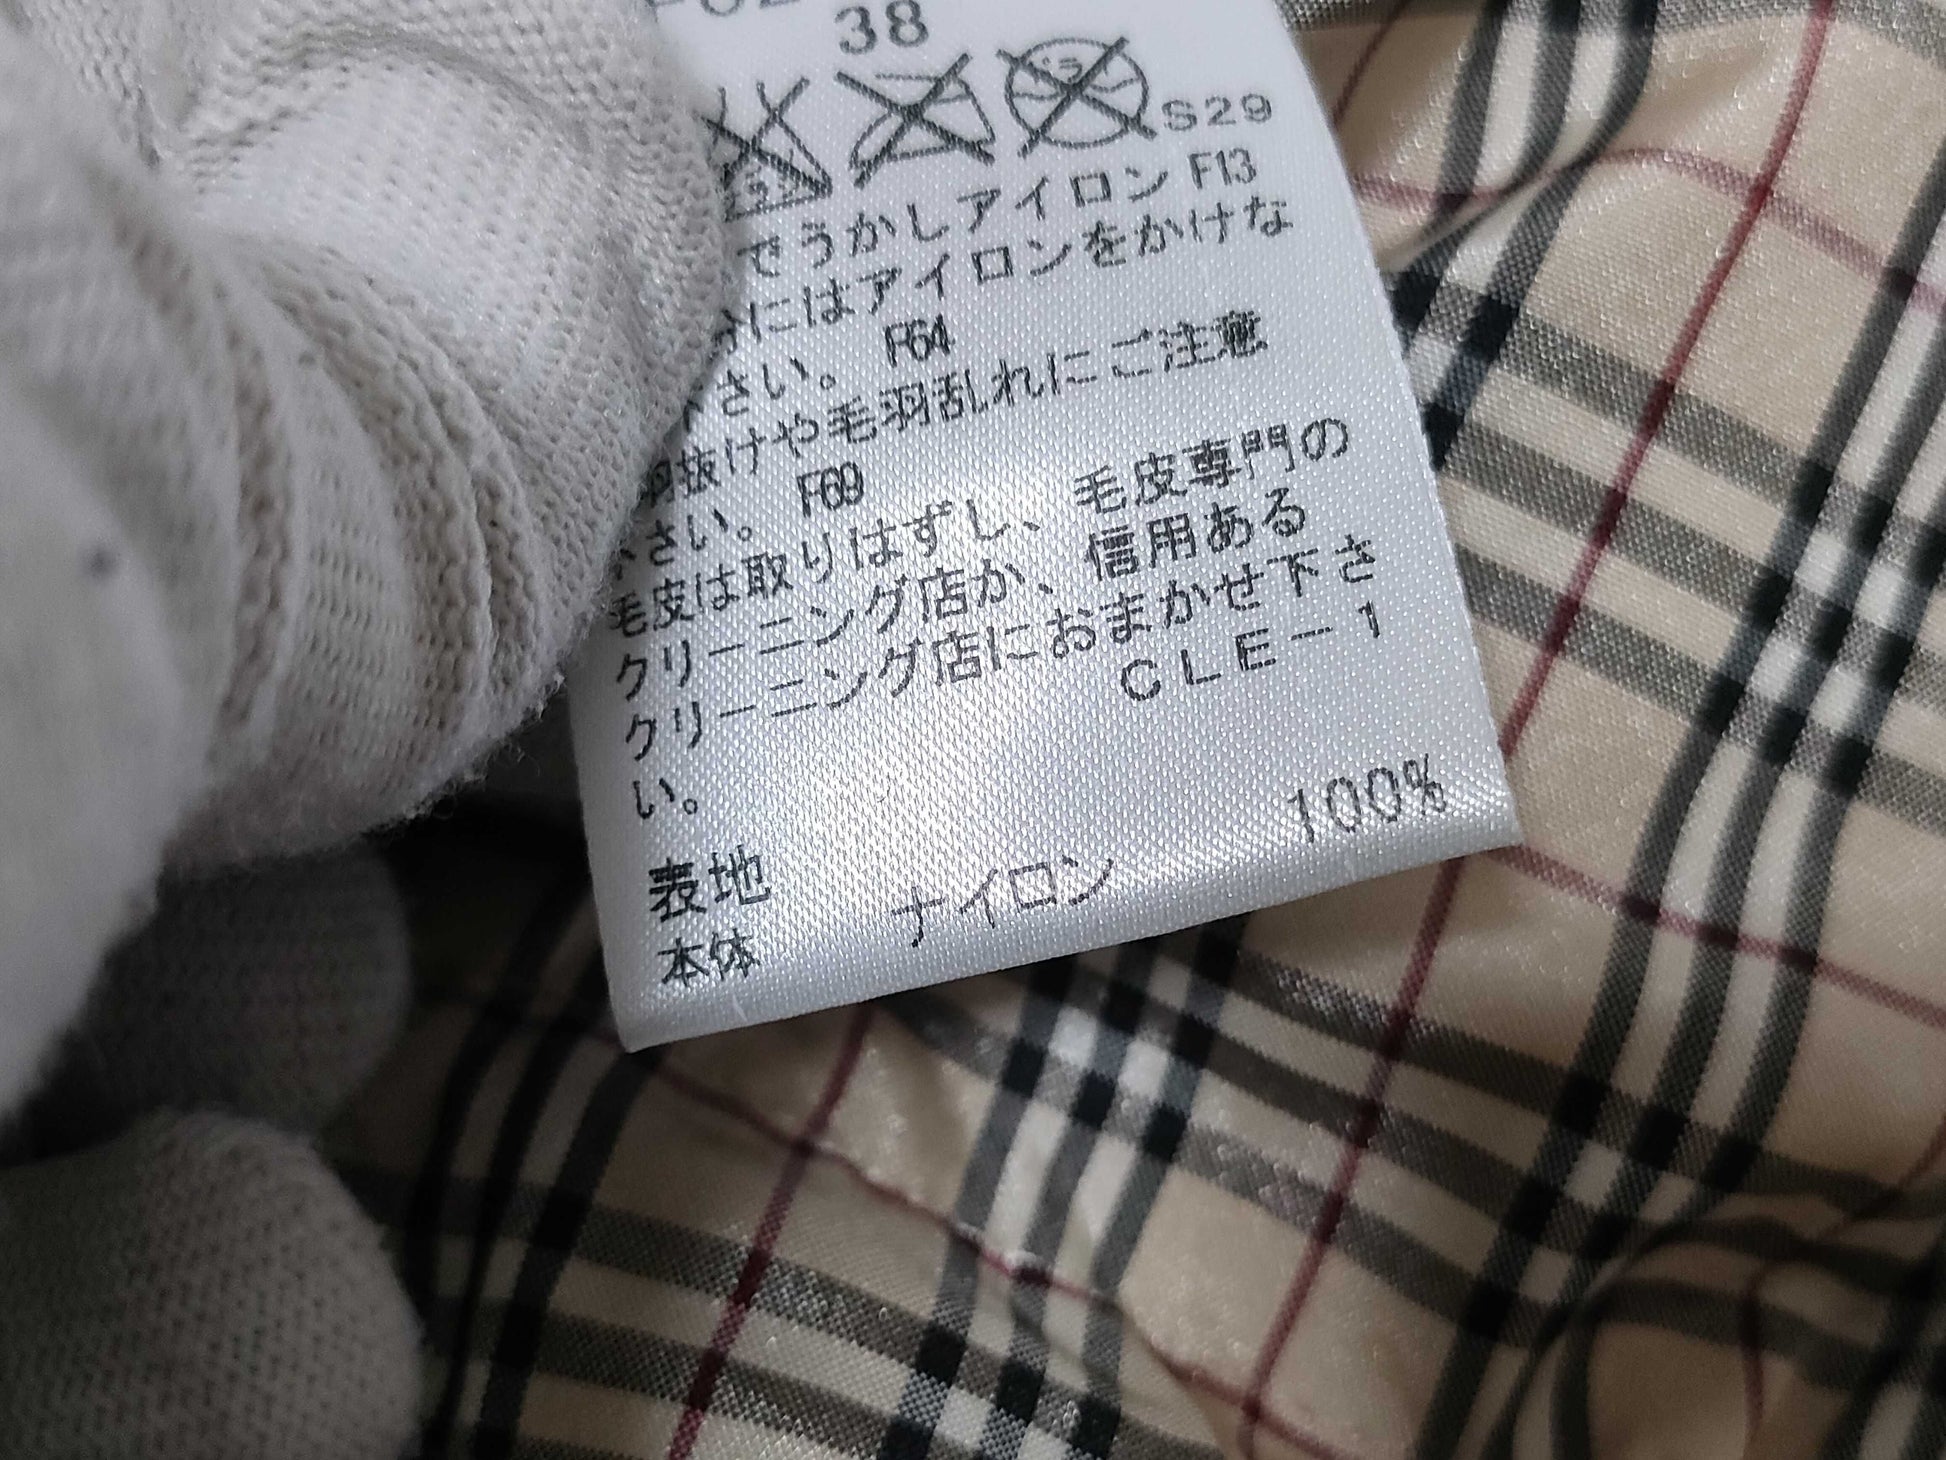 38
S29
でうかしアイロン F13
にはアイロンをかけな
さい。 F64
抜けや毛羽乱れにご注意
さい。 F69
毛皮は取りはずし、毛皮専門の
クリーニング店か、信用ある
クリーニング店におまかせ下さ
い。 CLE-1
表地
本体 ナイロン 100%